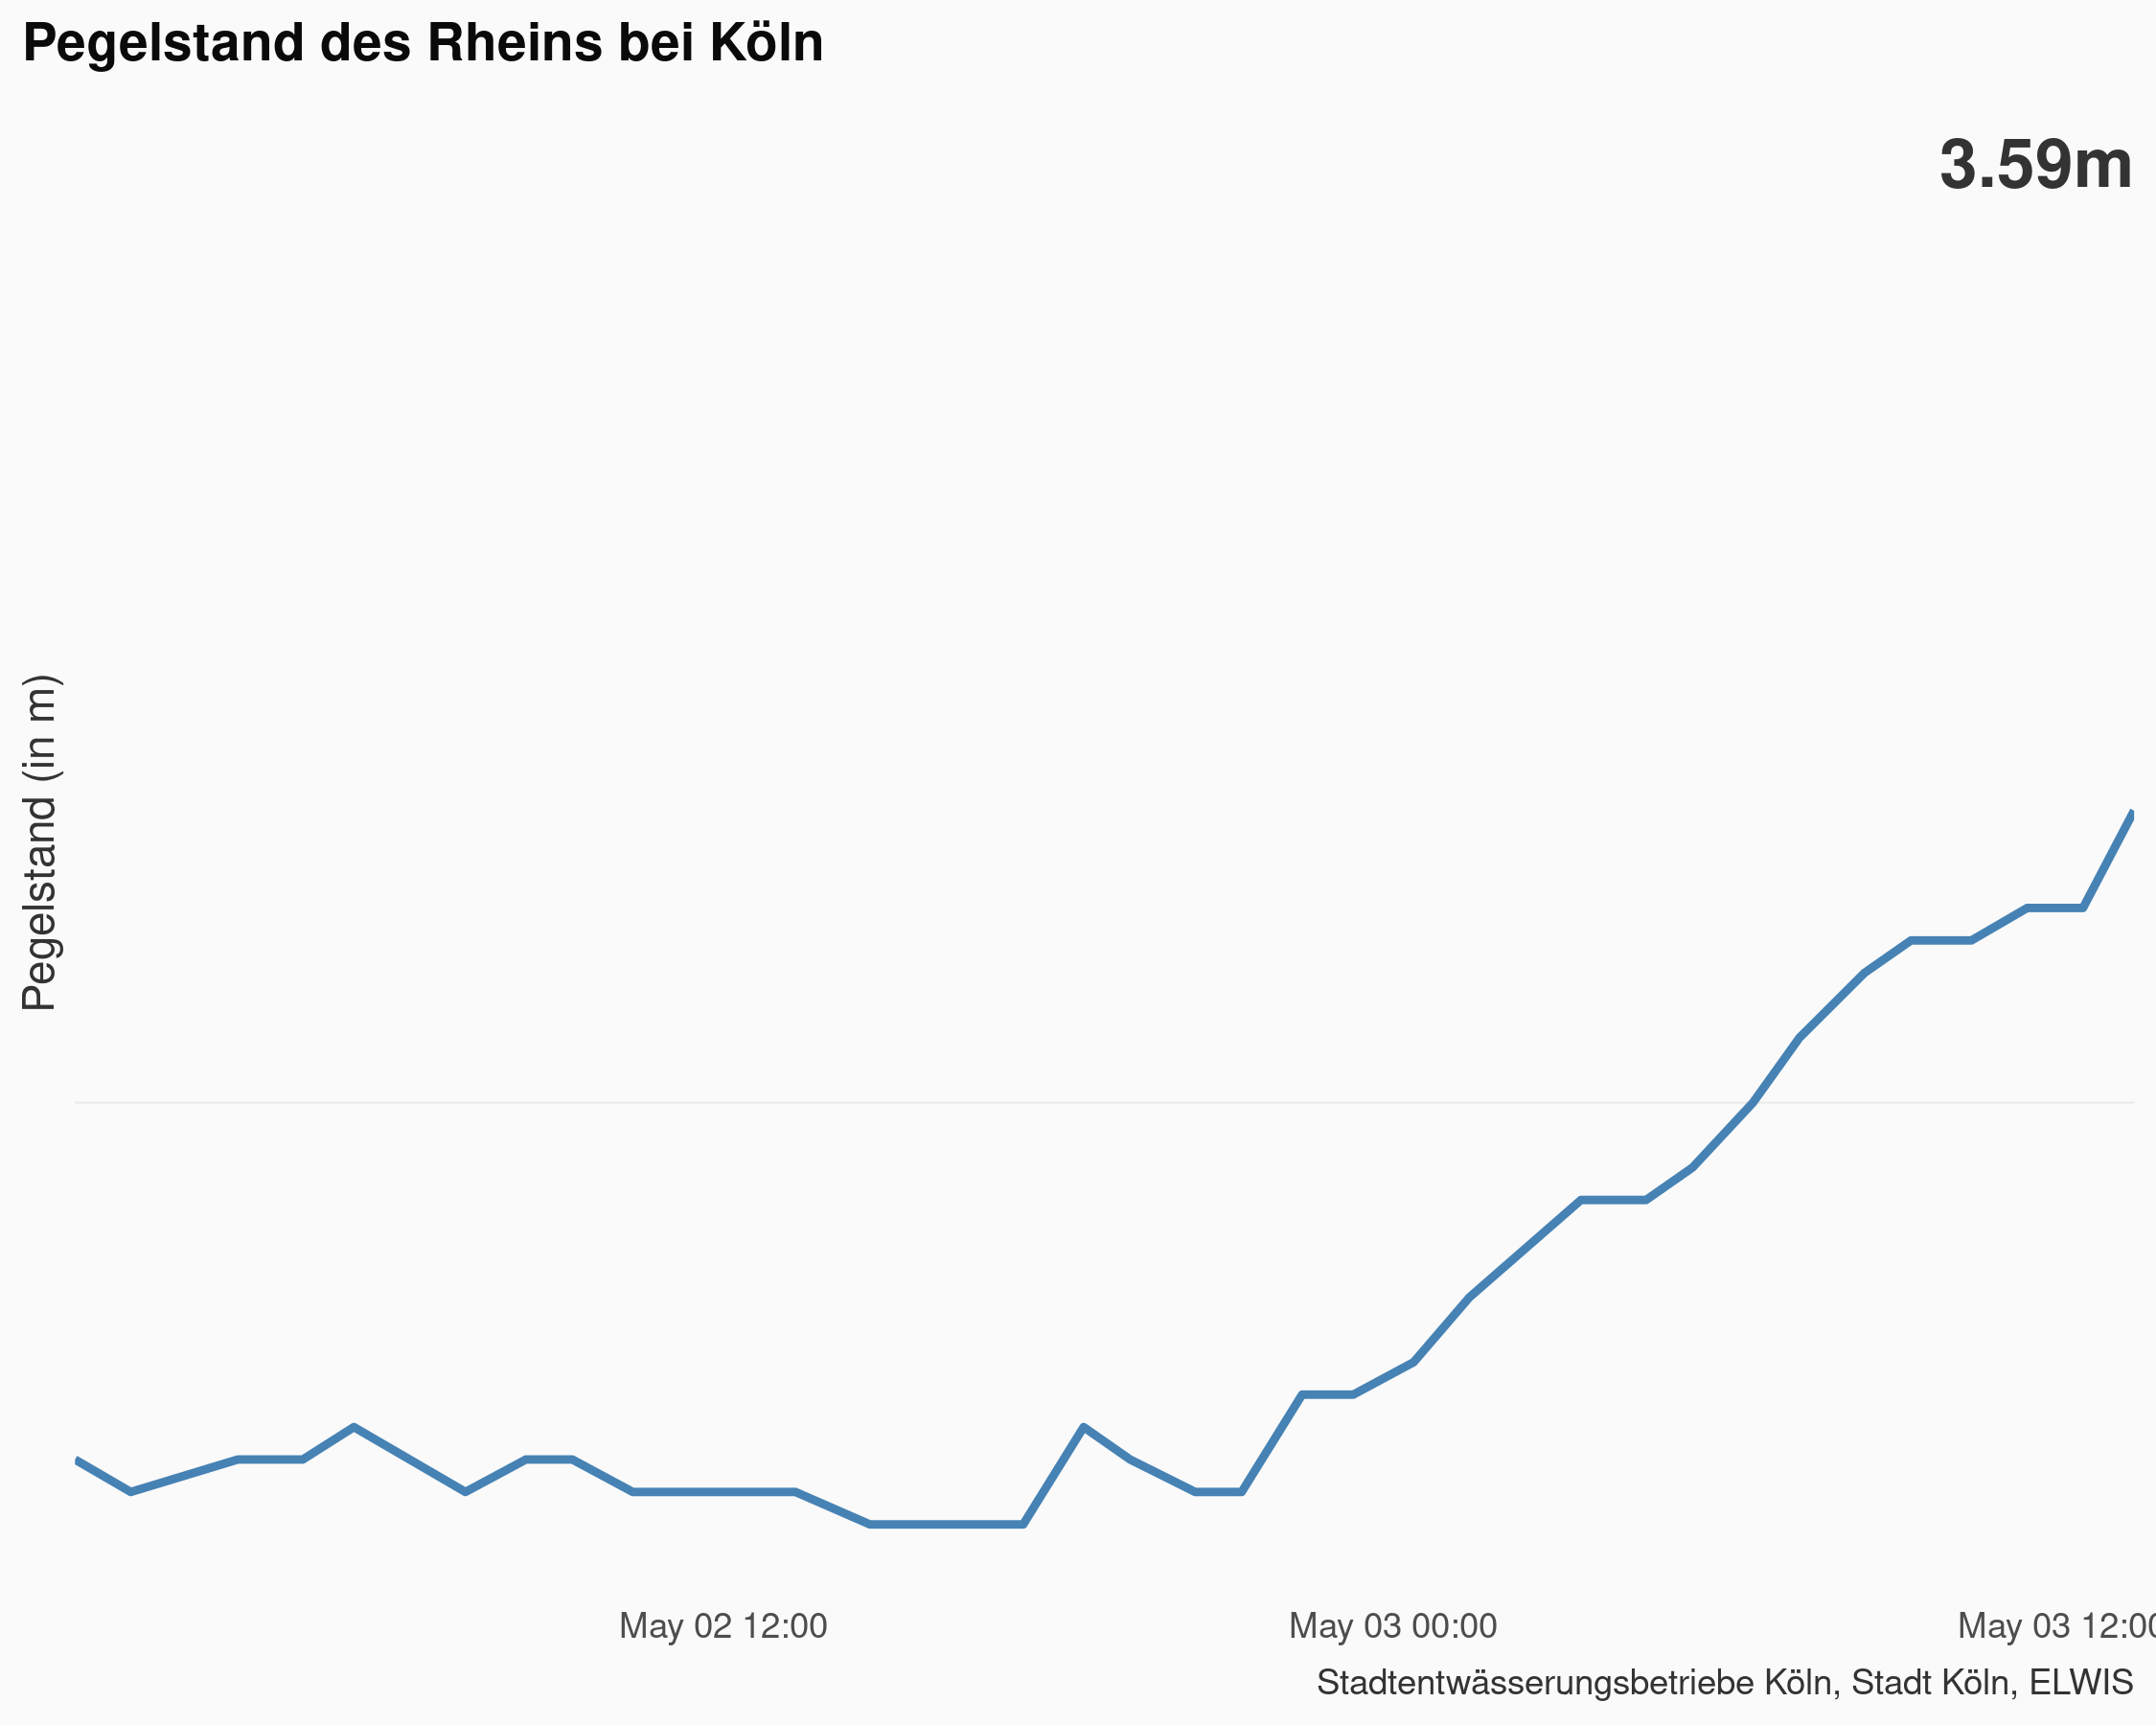 Pegelstand des Rheins bei Köln
3.59m
Pegelstand (in m)
May 02 12:00
May 03 00:00
May 03 12:00
Stadtentwässerungsbetriebe Köln, Stadt Köln, ELWIS